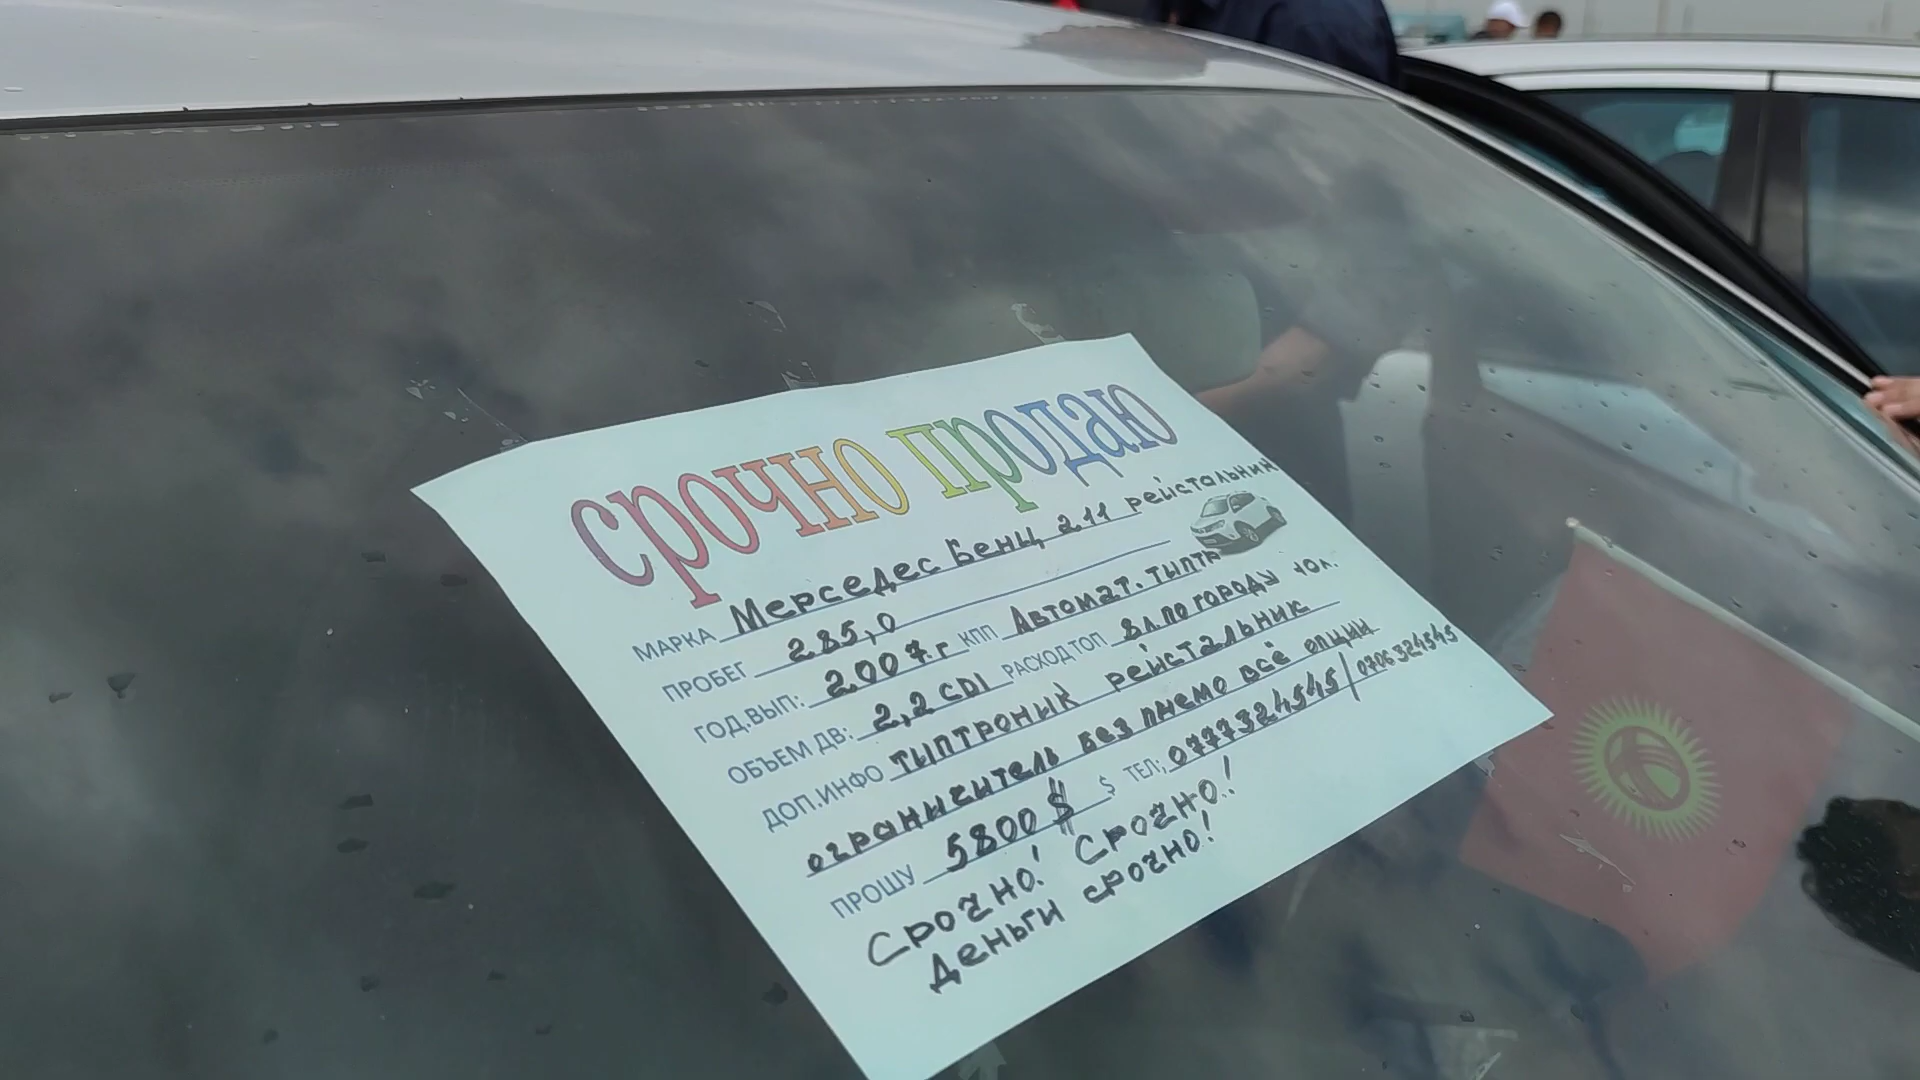 срочно продаю
МАРКА Мерседес Бенц 211 рейстальник
ПРОБЕГ 285,0
ГОД.ВЫП: 2007.г КПП Автомат. типтр
ОБЪЕМ ДВ: 2,2 CDI РАСХОД ТОП 8л.по городу 10л.
ДОП.ИНФО типтроник рейстальник
ограничитель без пнемо всё опции
ПРОШУ 5800 $ $ ТЕЛ: 0777324545/0706324545
Срочно! Срочно!
деньги срочно!